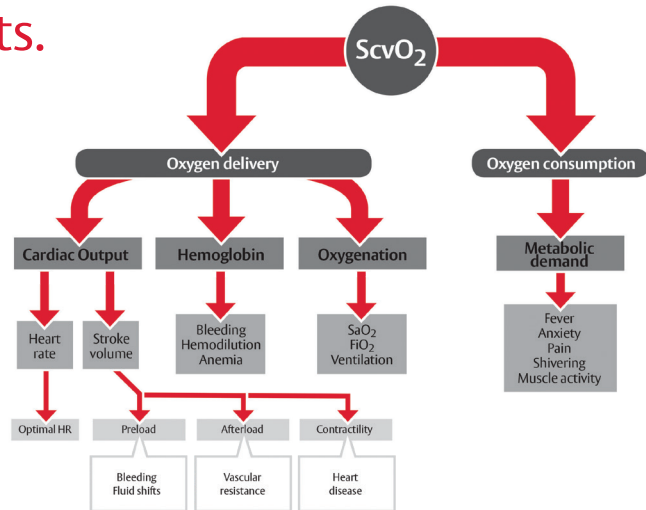 ts.
ScvO₂
Oxygen delivery
Oxygen consumption
Cardiac Output
Hemoglobin
Oxygenation
Metabolic
demand
Heart
rate
Stroke
volume
Bleeding
Hemodilution
Anemia
SaO₂
FiO₂
Ventilation
Fever
Anxiety
Pain
Shivering
Muscle activity
Optimal HR
Preload
Afterload
Contractility
Bleeding
Fluid shifts
Vascular
resistance
Heart
disease